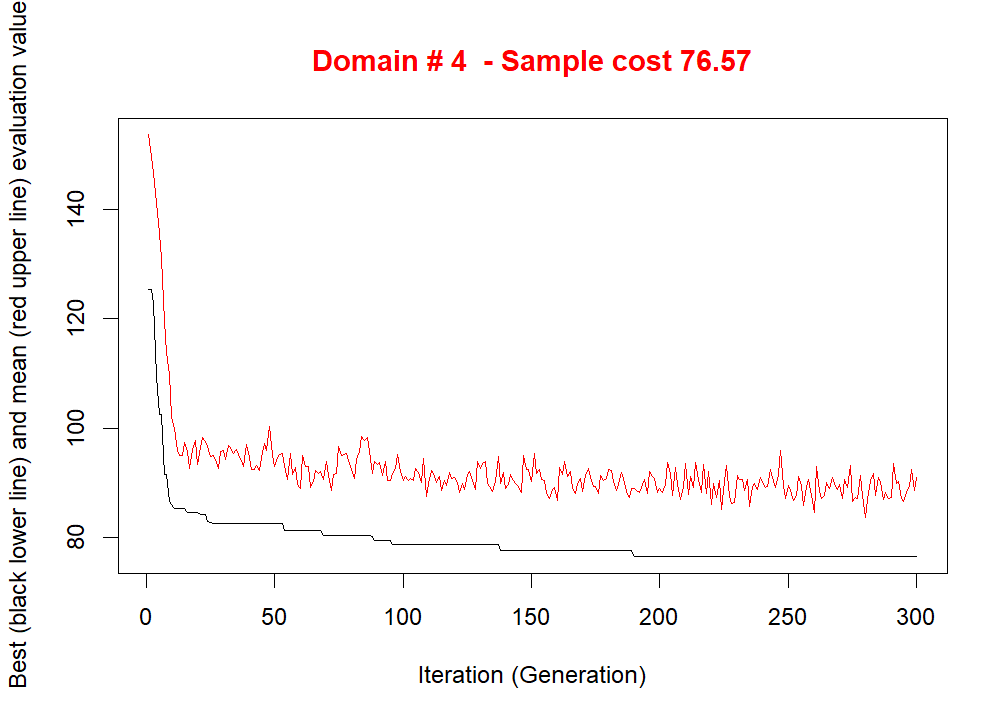 Domain # 4  - Sample cost 76.57
Best (black lower line) and mean (red upper line) evaluation value
140
120
100
80
0 50 100 150 200 250 300
Iteration (Generation)